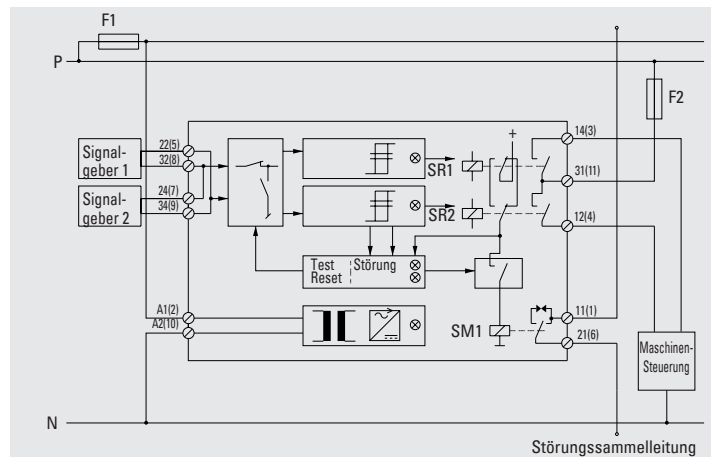 F1
P
F2
Signal-
geber 1
22(5)
32(8)
Signal-
geber 2
24(7)
34(9)
SR1
SR2
+
14(3)
31(11)
12(4)
Test
Reset
Störung
A1(2)
A2(10)
SM1
11(1)
21(6)
Maschinen-
Steuerung
N
Störungssammelleitung